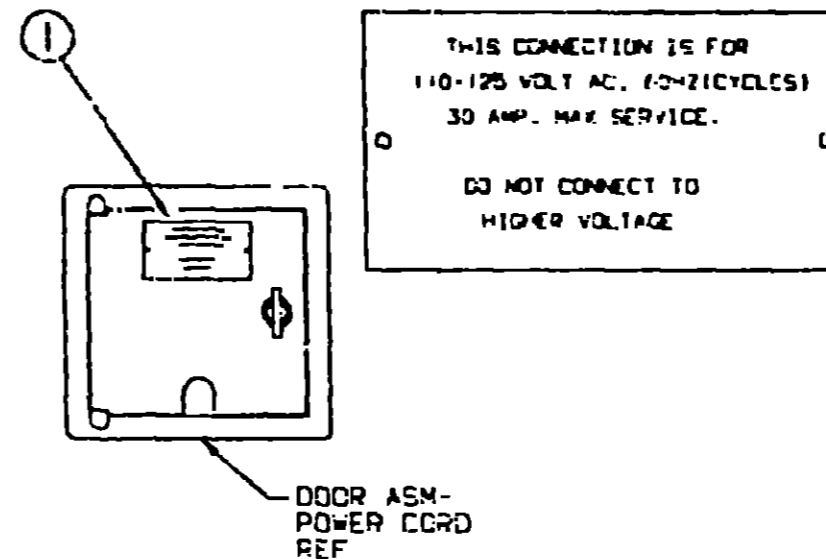 1
THIS CONNECTION IS FOR
110-125 VOLT AC, 60HZ(CYCLES)
30 AMP. MAX SERVICE.
DO NOT CONNECT TO
HIGHER VOLTAGE
DOOR ASM-
POWER CORD
REF